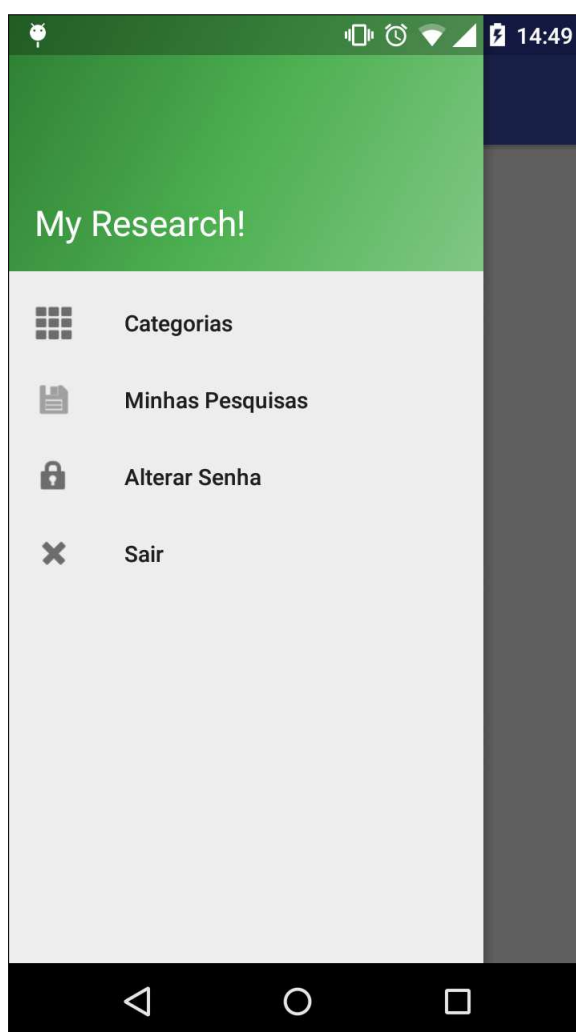 14:49
My Research!
Categorias
Minhas Pesquisas
Alterar Senha
Sair